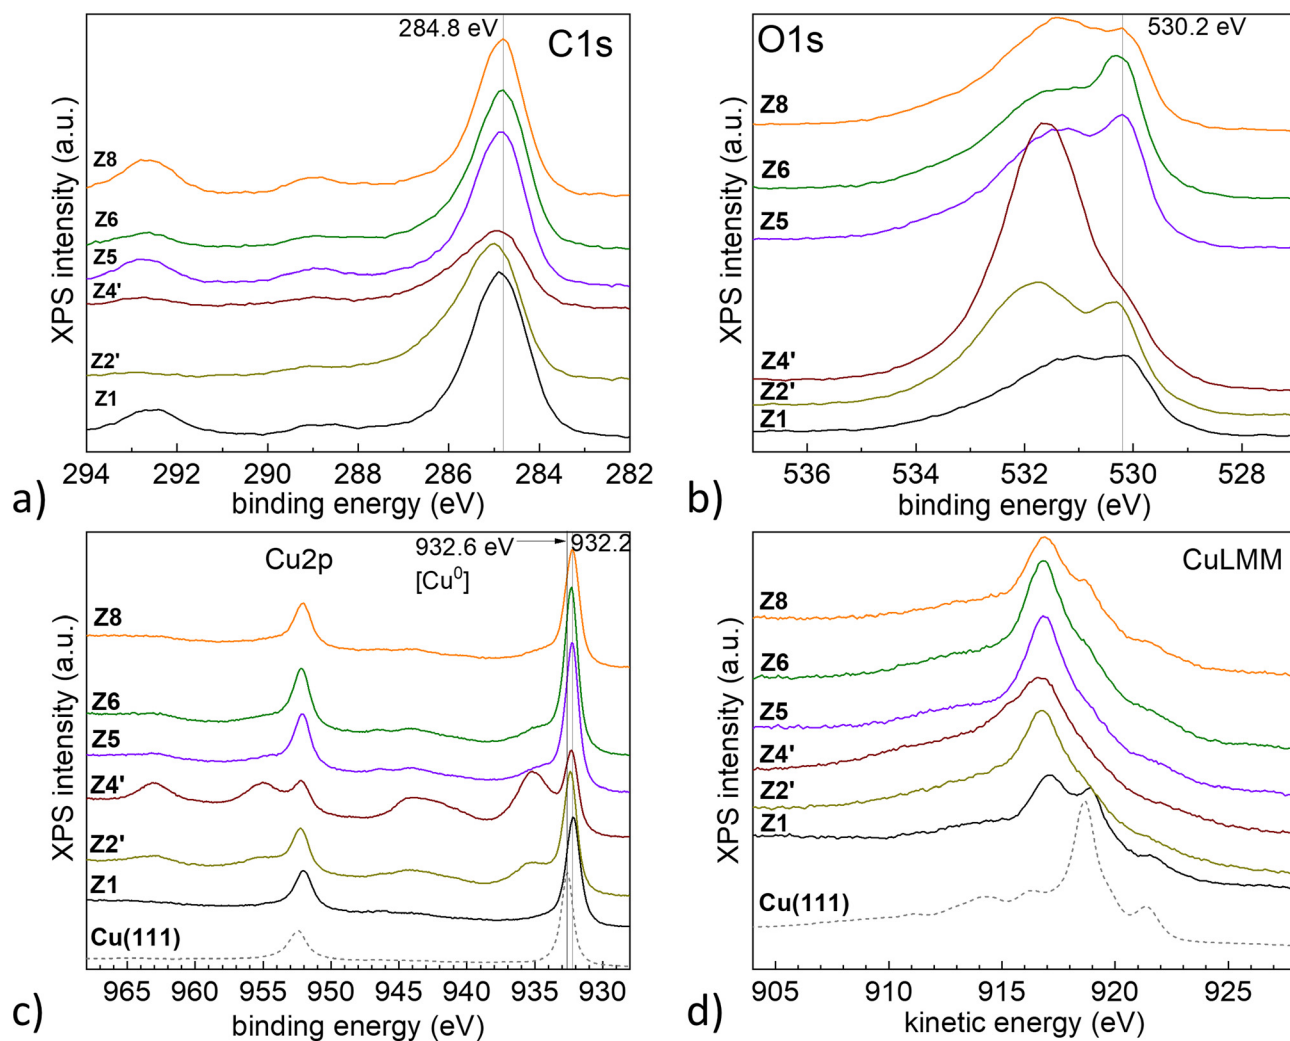 284.8 eV
C1s
XPS intensity (a.u.)
Z8
Z6
Z5
Z4'
Z2'
Z1
294 292 290 288 286 284 282
binding energy (eV)
a)
O1s
530.2 eV
XPS intensity (a.u.)
Z8
Z6
Z5
Z4'
Z2'
Z1
536 534 532 530 528
binding energy (eV)
b)
Cu2p
932.6 eV
932.2
[Cu⁰]
XPS intensity (a.u.)
Z8
Z6
Z5
Z4'
Z2'
Z1
Cu(111)
965 960 955 950 945 940 935 930
binding energy (eV)
c)
CuLMM
XPS intensity (a.u.)
Z8
Z6
Z5
Z4'
Z2'
Z1
Cu(111)
905 910 915 920 925
kinetic energy (eV)
d)